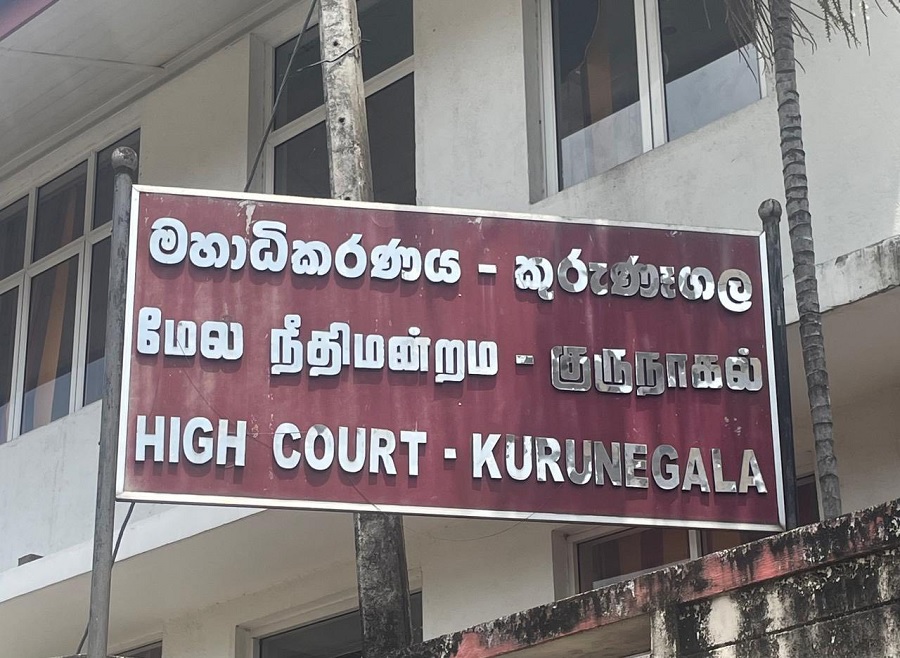 මහාධිකරණය - කුරුණෑගල
மேல நீதிமன்றம - குருநாகல்
HIGH COURT - KURUNEGALA